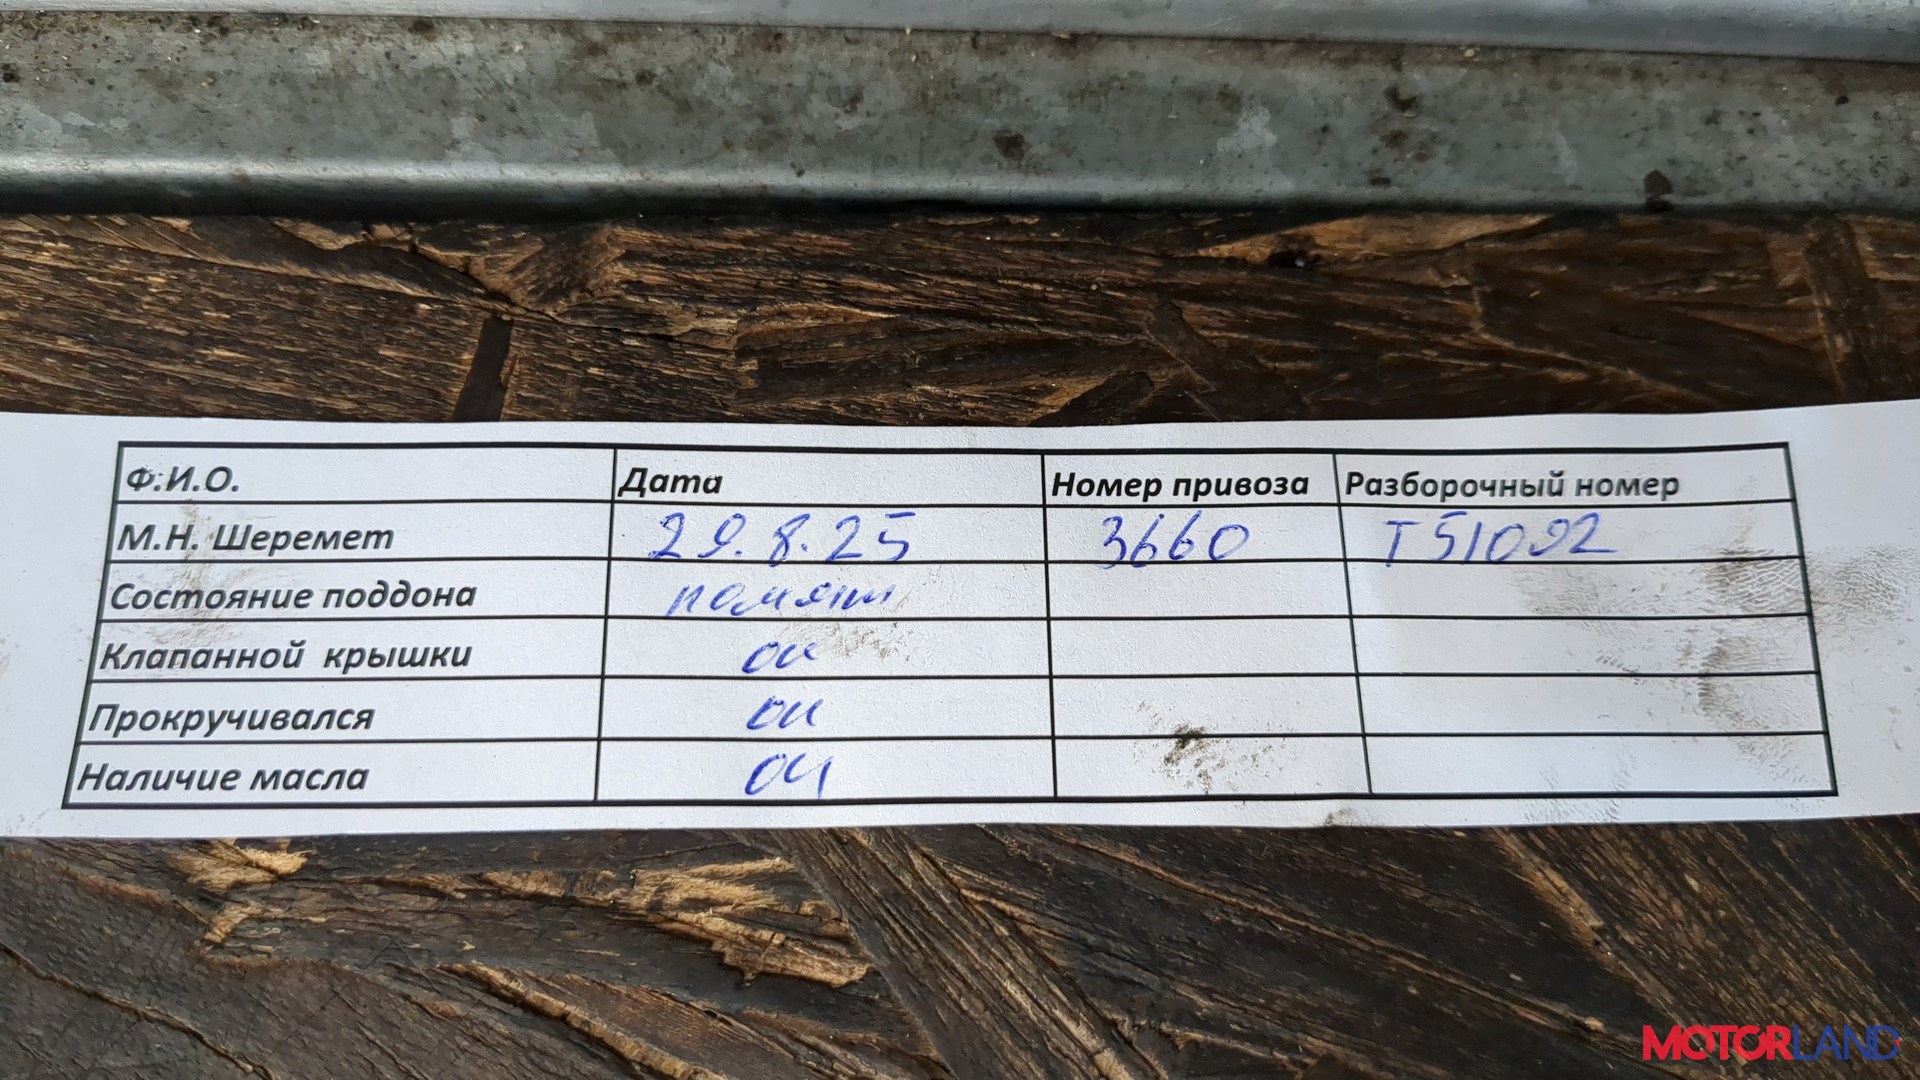 Ф.И.О. Дата Номер привоза Разборочный номер
М.Н. Шеремет 29.8.25 3660 Т51092
Состояние поддона помят
Клапанной крышки ок
Прокручивался ок
Наличие масла ок
MOTORLAND